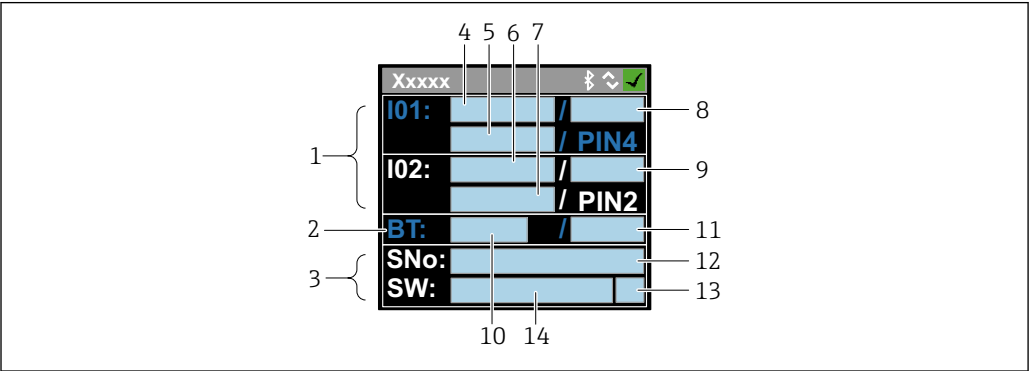 4 5 6 7
Xxxxx
I01: / 8
1 / PIN4
I02: / 9
/ PIN2
2 BT: / 11
SNo: 12
3 SW: 13
10 14